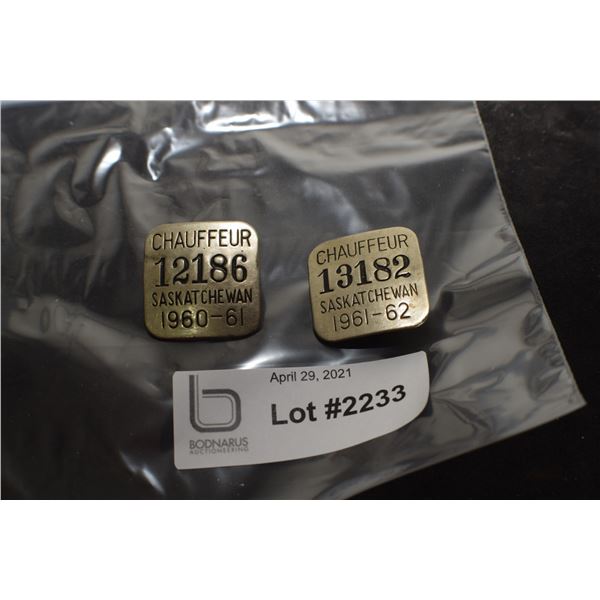 CHAUFFEUR
12186
SASKATCHEWAN
1960-61
CHAUFFEUR
13182
SASKATCHEWAN
1961-62
April 29, 2021
Lot #2233
b
BODNARUS
AUCTIONEERING